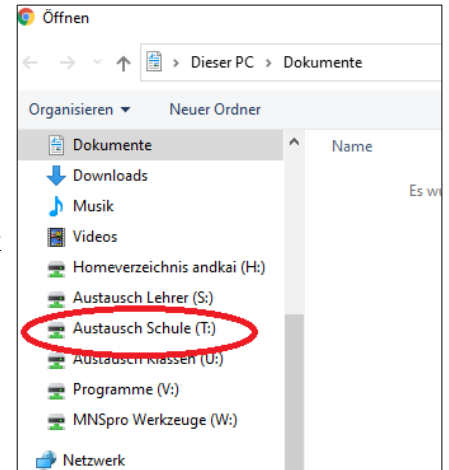 Öffnen
Dieser PC > Dokumente
Organisieren Neuer Ordner
Dokumente
Name
Downloads
Musik
Videos
Homeverzeichnis andkai (H:)
Austausch Lehrer (S:)
Austausch Schule (T:)
Austausch Klassen (U:)
Programme (V:)
MNSpro Werkzeuge (W:)
Netzwerk
Es